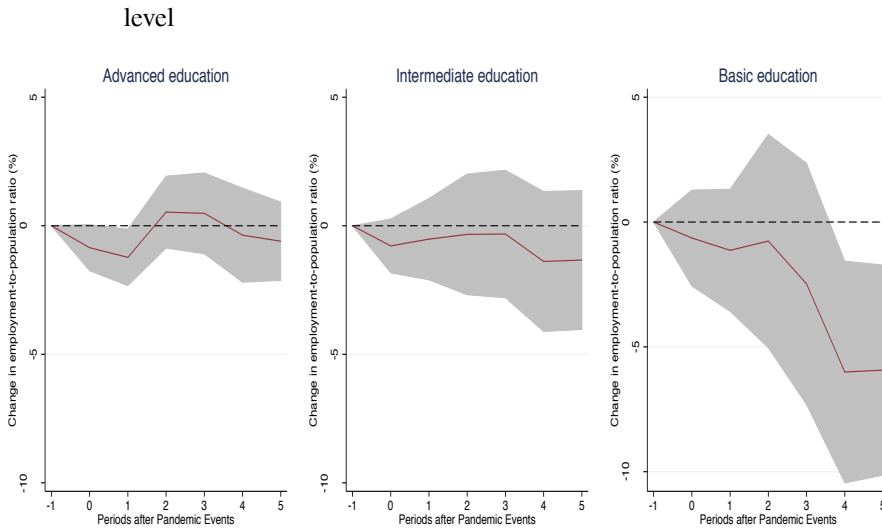 level
Advanced education
Intermediate education
Basic education
Change in employment-to-population ratio (%)
5
0
-5
-10
-1 0 1 2 3 4 5
Periods after Pandemic Events
Change in employment-to-population ratio (%)
5
0
-5
-10
-1 0 1 2 3 4 5
Periods after Pandemic Events
Change in employment-to-population ratio (%)
5
0
-5
-10
-1 0 1 2 3 4 5
Periods after Pandemic Events